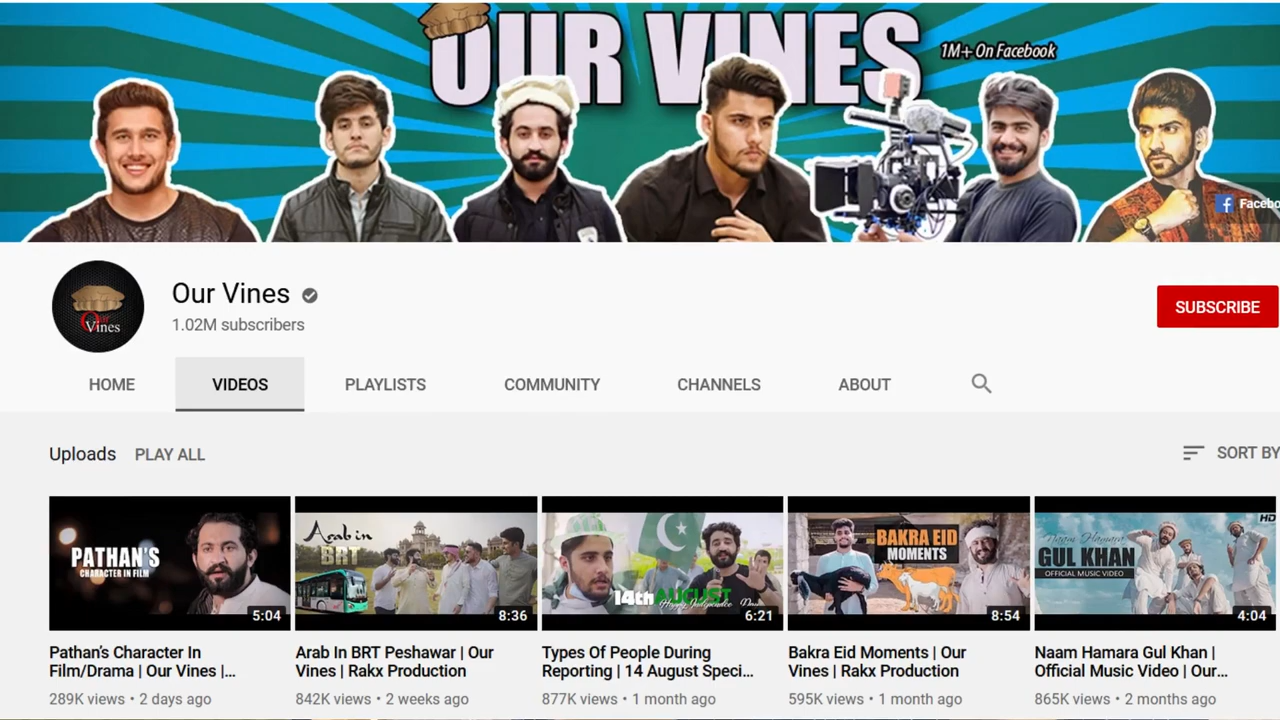 OUR VINES
1M+ On Facebook
Facebo
Our Vines
Our Vines
1.02M subscribers
SUBSCRIBE
HOME
VIDEOS
PLAYLISTS
COMMUNITY
CHANNELS
ABOUT
Uploads
PLAY ALL
SORT BY
PATHAN'S
CHARACTER IN FILM
5:04
Arab in
BRT
8:36
14th AUGUST
Happy Independence
6:21
BAKRA EID
MOMENTS
8:54
HD
Naam Hamara
GUL KHAN
OFFICIAL MUSIC VIDEO
4:04
Pathan's Character In
Film/Drama | Our Vines |...
289K views • 2 days ago
Arab In BRT Peshawar | Our
Vines | Rakx Production
842K views • 2 weeks ago
Types Of People During
Reporting | 14 August Speci...
877K views • 1 month ago
Bakra Eid Moments | Our
Vines | Rakx Production
595K views • 1 month ago
Naam Hamara Gul Khan |
Official Music Video | Our...
865K views • 2 months ago